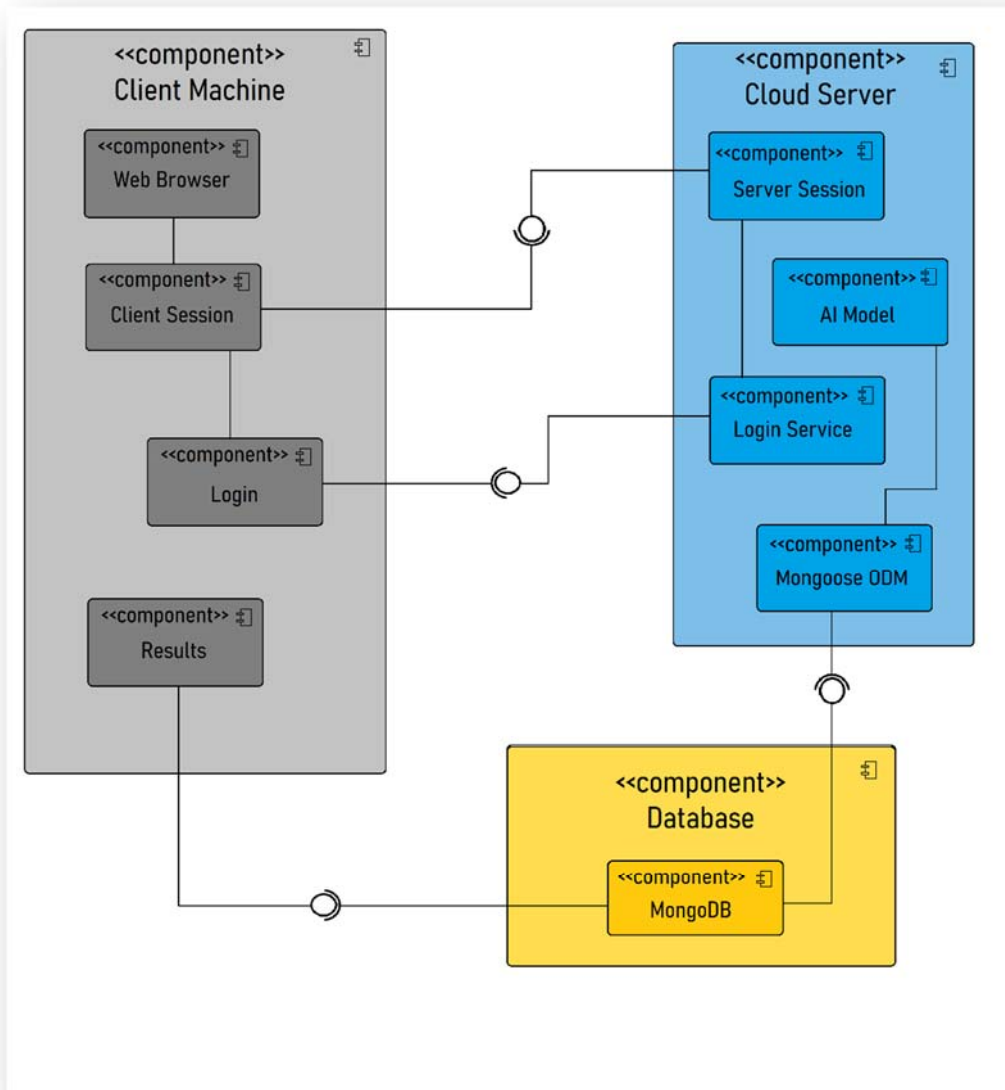 <<component>>
Client Machine
<<component>>
Web Browser
<<component>>
Client Session
<<component>>
Login
<<component>>
Results
<<component>>
Cloud Server
<<component>>
Server Session
<<component>>
AI Model
<<component>>
Login Service
<<component>>
Mongoose ODM
<<component>>
Database
<<component>>
MongoDB